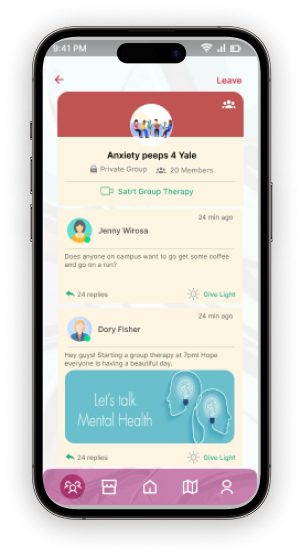 9:41 PM
Leave
Anxiety peeps 4 Yale
Private Group 20 Members
Satrt Group Therapy
24 min ago
Jenny Wirosa
Does anyone on campus want to go get some coffee
and go on a run?
24 replies Give Light
24 min ago
Dory Fisher
Hey guys! Starting a group therapy at 7pm! Hope
everyone is having a beautiful day.
Let's talk
Mental Health
24 replies Give Light